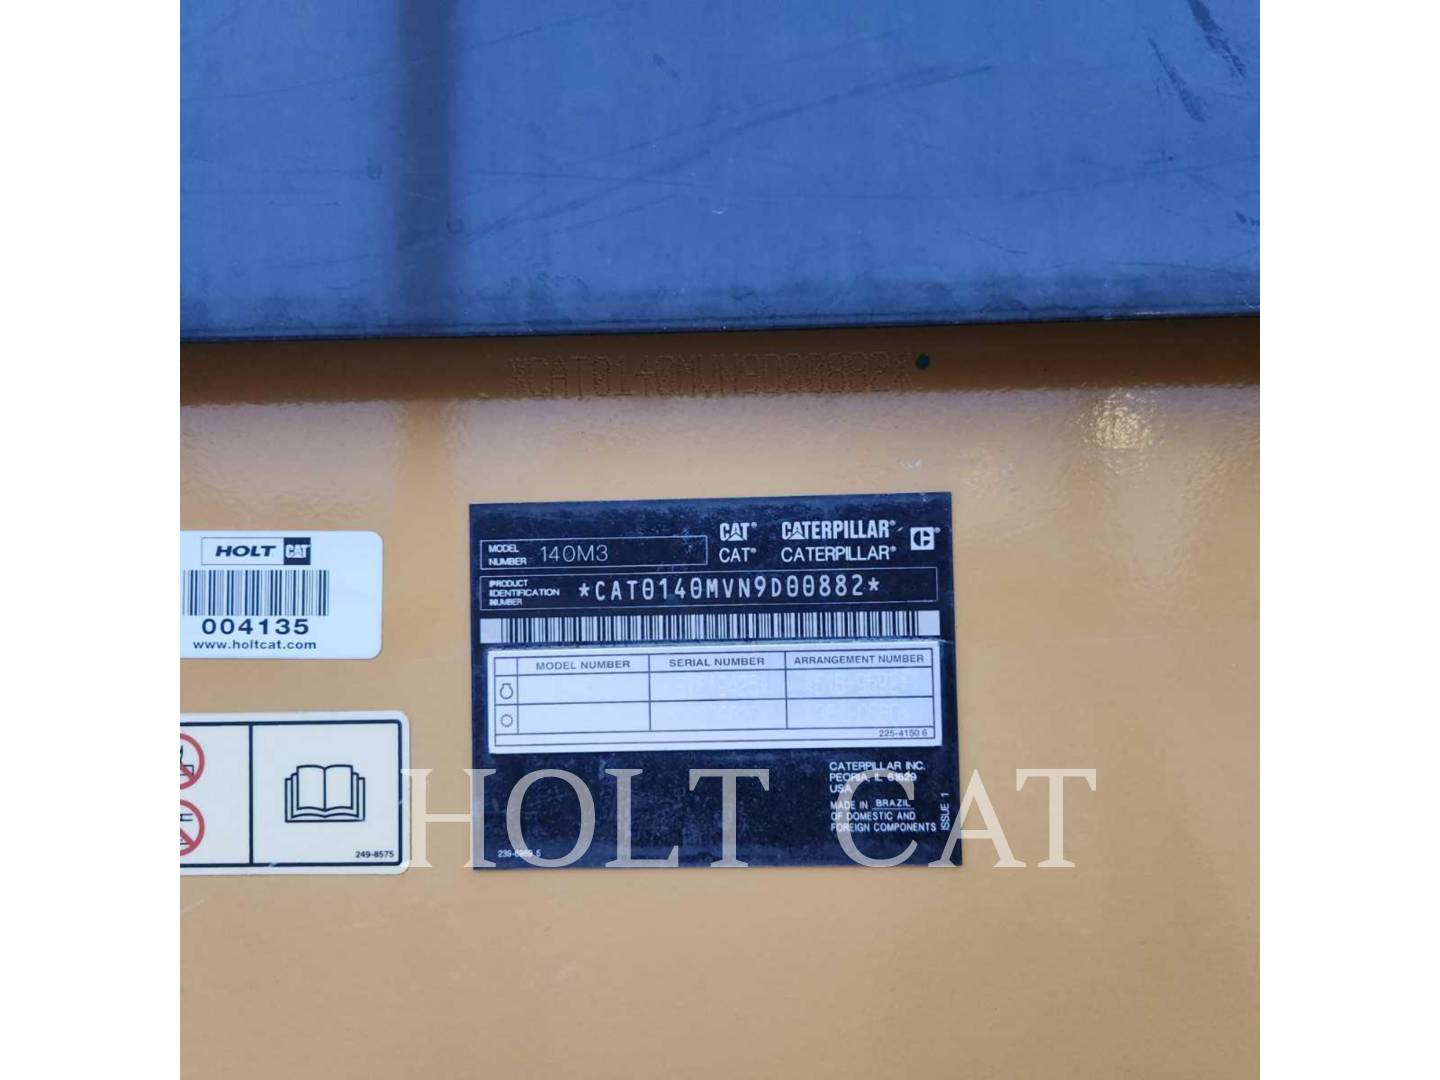 *CAT0140MVN9D00882*
HOLT CAT
004135
www.holtcat.com
249-8575
CAT® CATERPILLAR®
CAT® CATERPILLAR®
MODEL NUMBER 140M3
PRODUCT IDENTIFICATION NUMBER *CAT0140MVN9D00882*
MODEL NUMBER SERIAL NUMBER ARRANGEMENT NUMBER
225-4150 6
CATERPILLAR INC.
PEORIA, IL 61629
USA
MADE IN BRAZIL
OF DOMESTIC AND
FOREIGN COMPONENTS
ISSUE 1
HOLT CAT